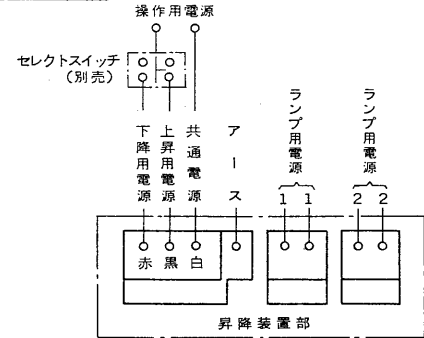 操作用電源
セレクトスイッチ
(別売)
下降用電源
上昇用電源
共通電源
アース
ランプ用電源
ランプ用電源
1 1
2 2
赤 黒 白
昇降装置部